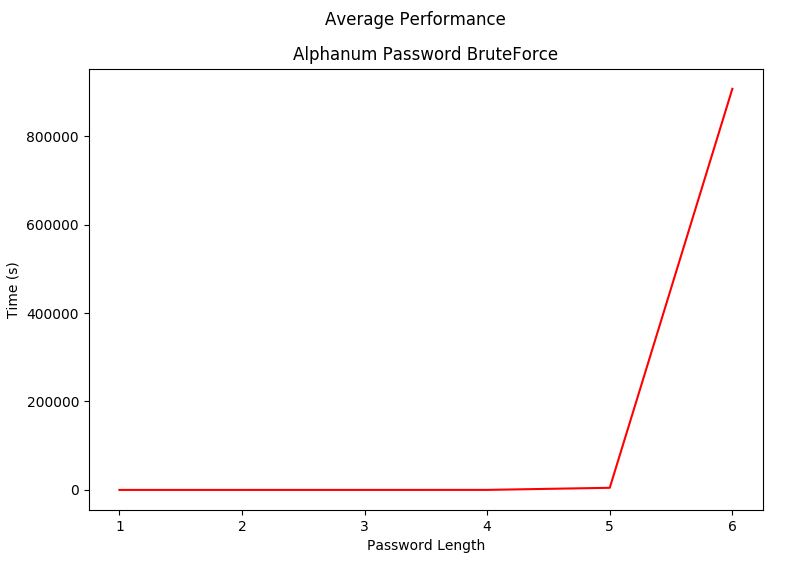 Average Performance
Alphanum Password BruteForce
800000
600000
400000
200000
0
Time (s)
1 2 3 4 5 6
Password Length